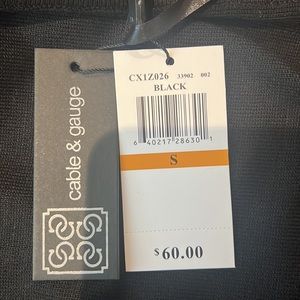 cable & gauge
CX1Z026 33902 002
BLACK
6 40217 28630 1
S
$60.00